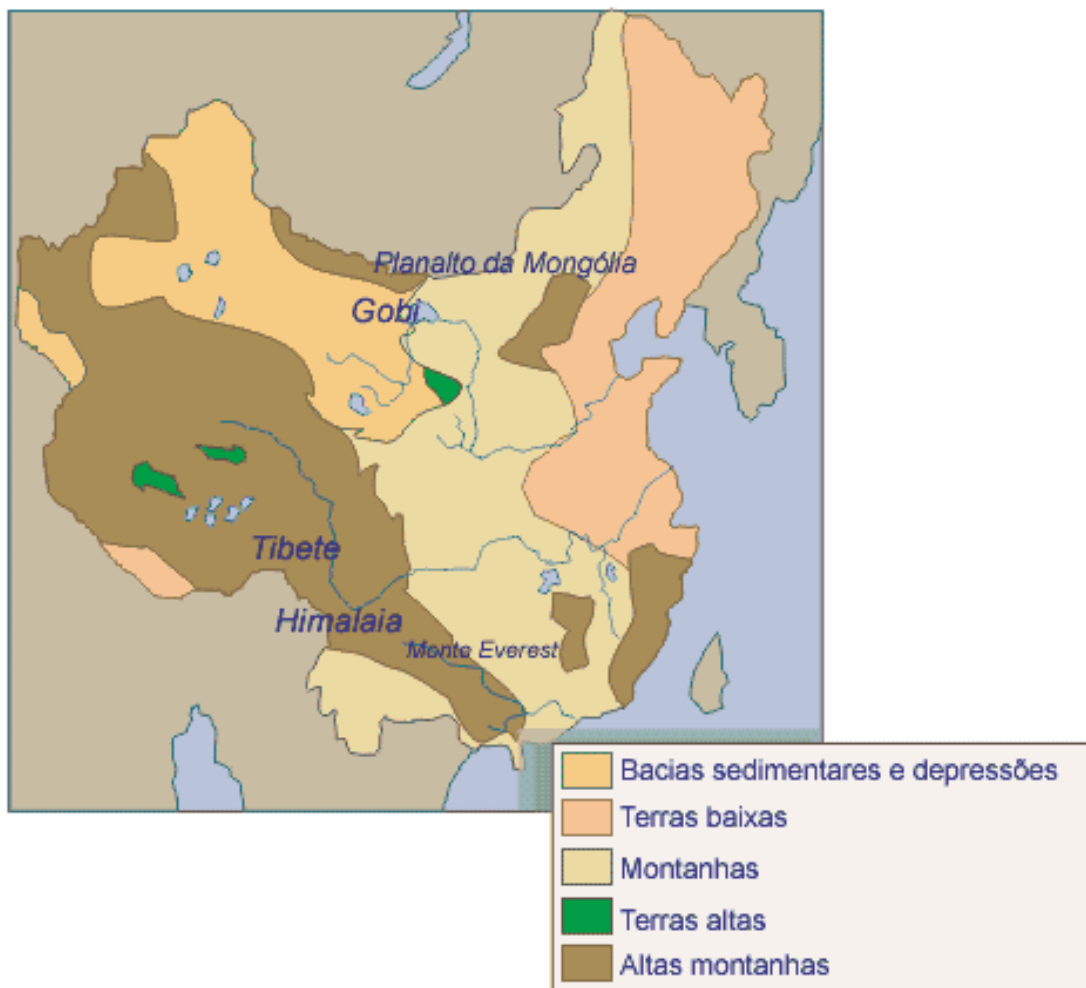 Planalto da Mongólia
Gobi
Tibete
Himalaia
Monte Everest
Bacias sedimentares e depressões
Terras baixas
Montanhas
Terras altas
Altas montanhas